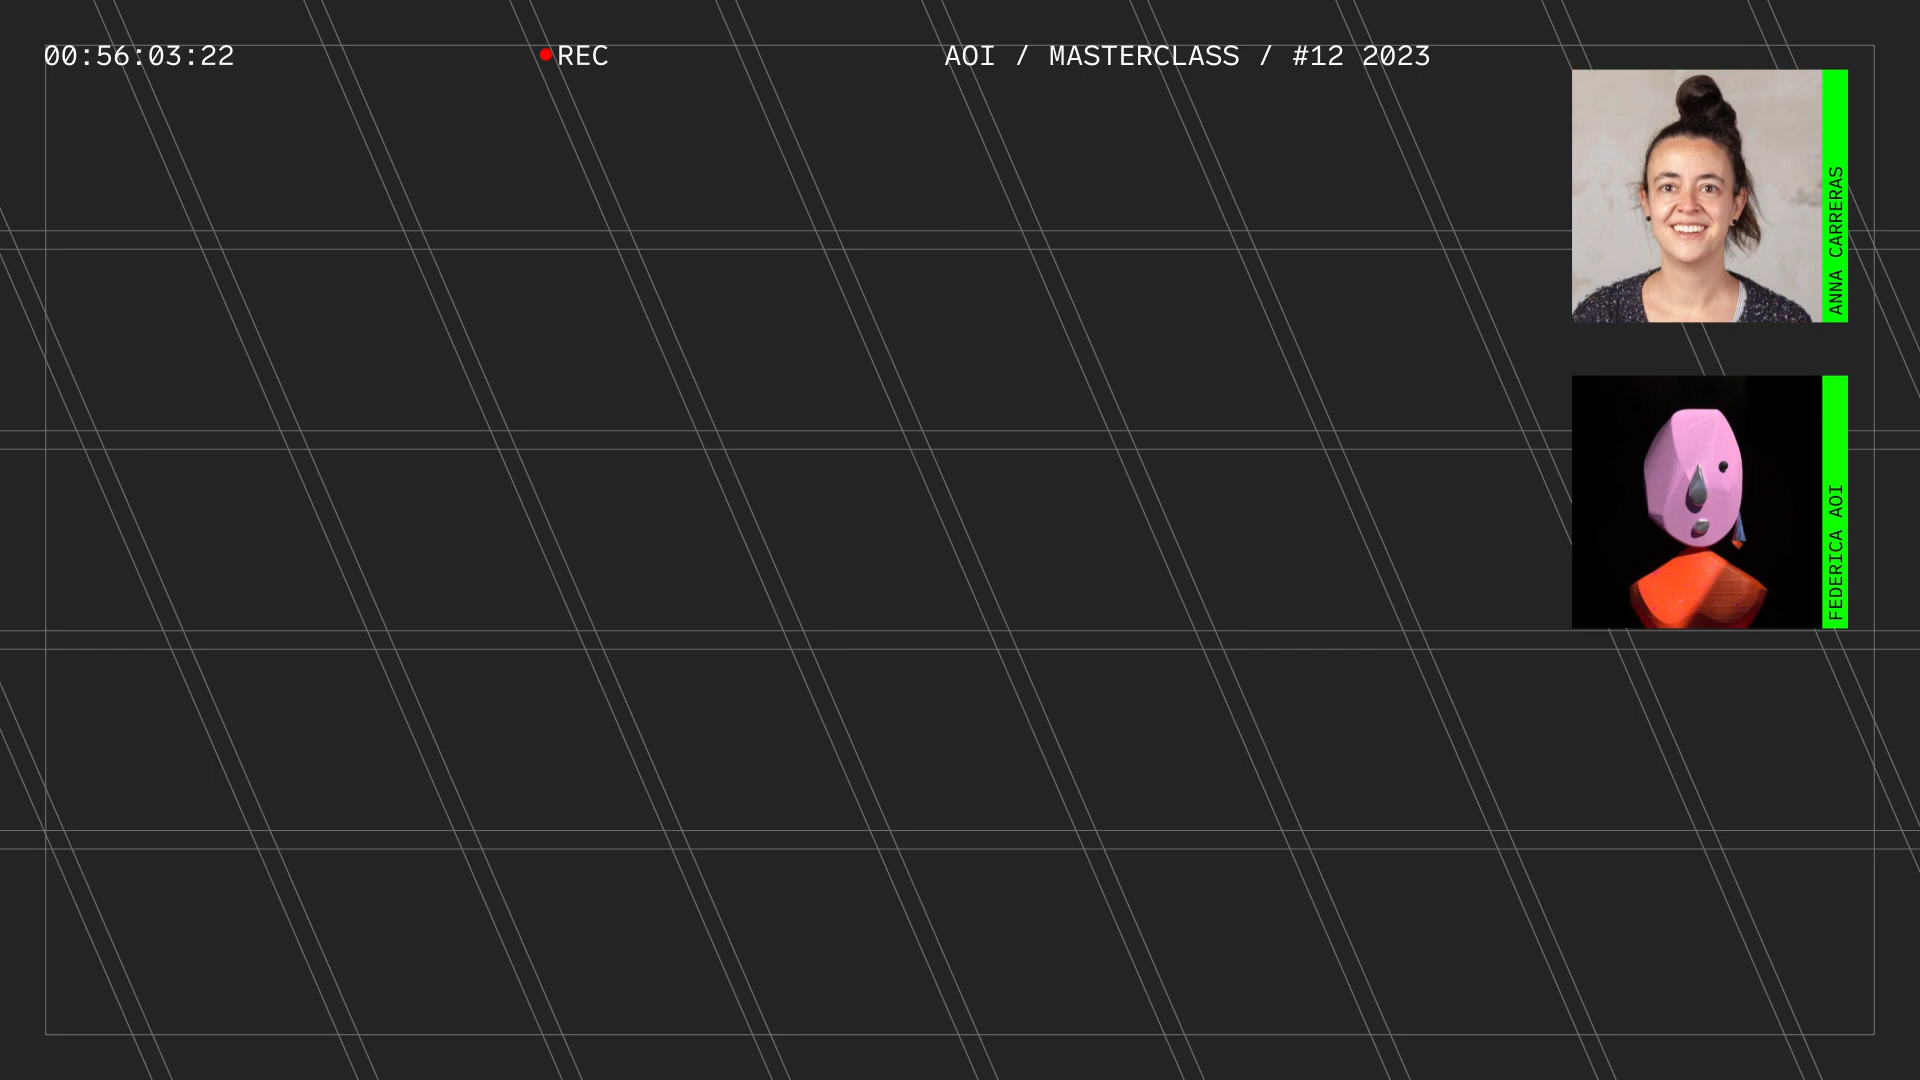 00:56:03:22
REC
AOI / MASTERCLASS / #12 2023
ANNA CARRERAS
FEDERICA AOI